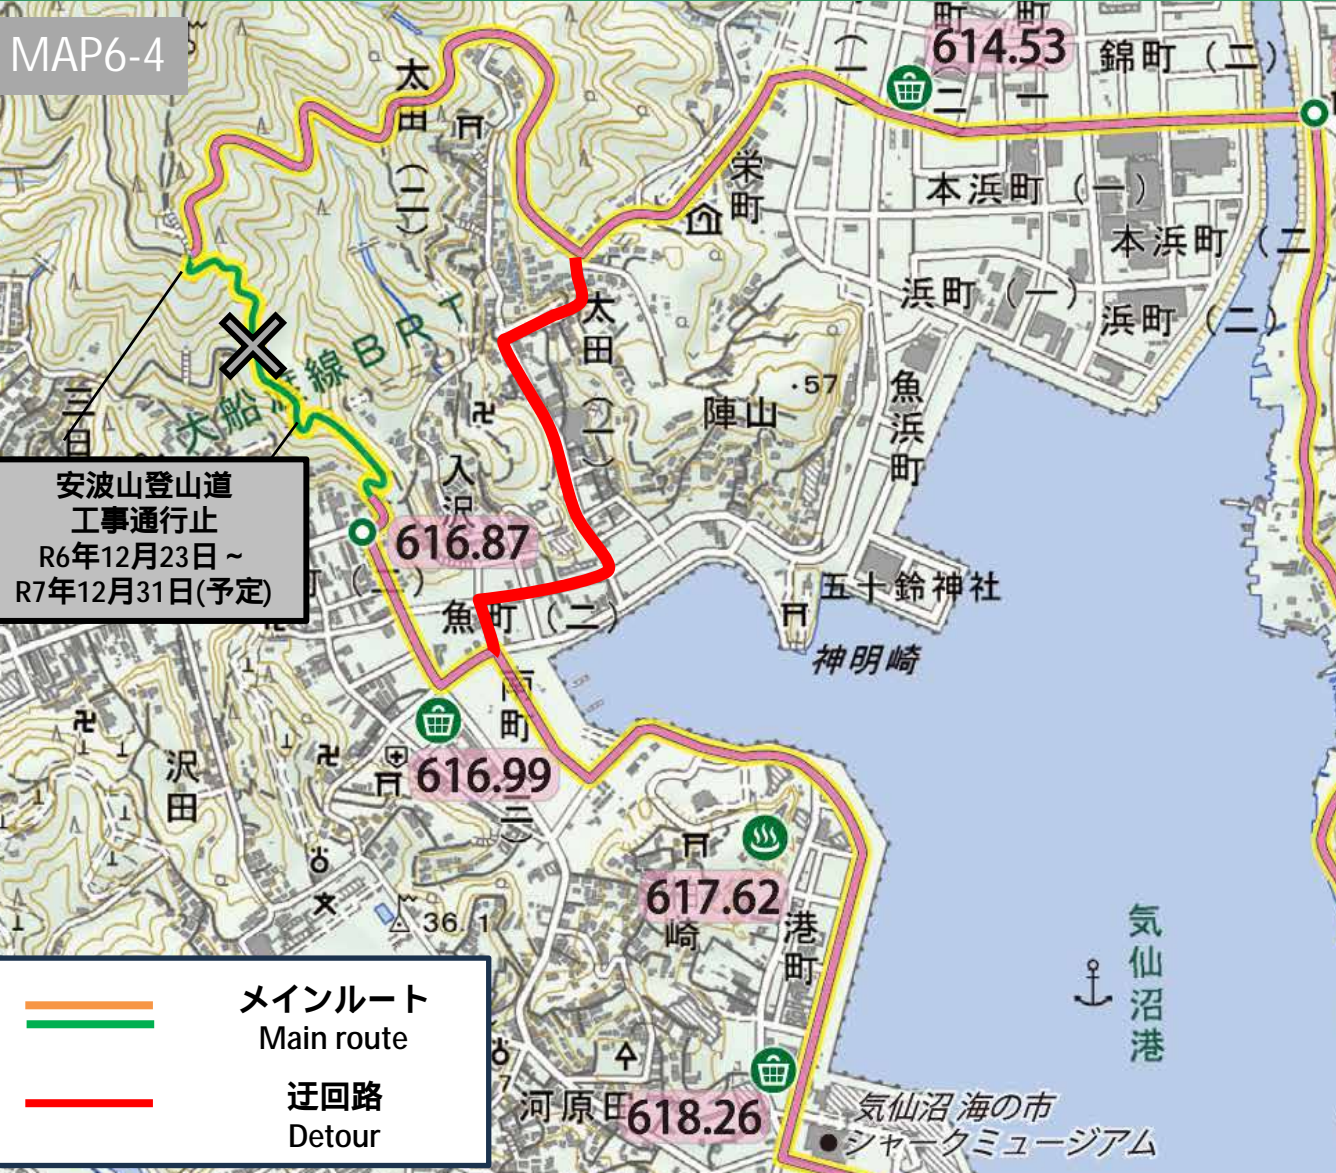 MAP6-4
614.53
錦町(二)
太田(二)
栄町
本浜町(一)
本浜町(二
浜町(一)
浜町(二)
太田(一)
大船渡線BRT
・57
陣山
魚浜町
三日
入沢
安波山登山道
工事通行止
R6年12月23日~
R7年12月31日(予定)
616.87
町(二)
魚町(二)
五十鈴神社
神明崎
南町
616.99
(三)
沢田
617.62
崎
港町
36.1
気仙沼港
メインルート
Main route
迂回路
Detour
河原田
618.26
7
気仙沼 海の市
シャークミュージアム